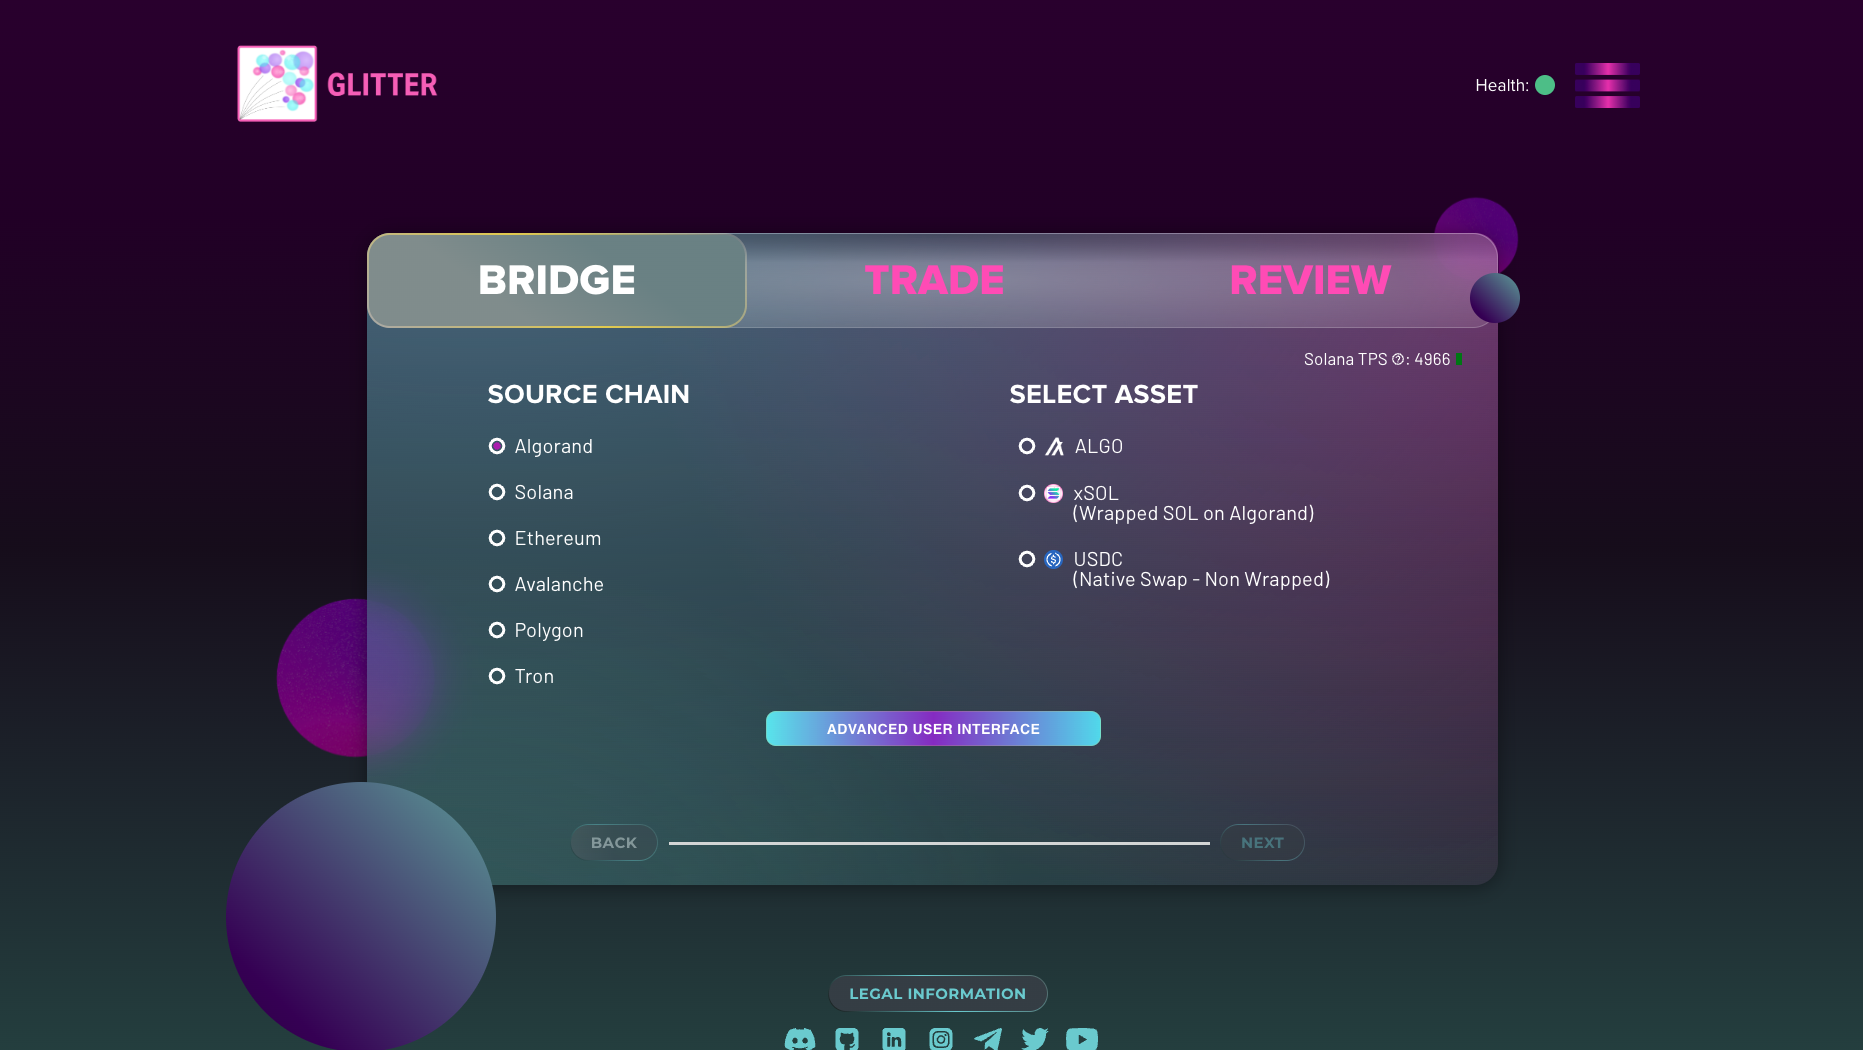 GLITTER
Health:
BRIDGE
TRADE
REVIEW
Solana TPS ?: 4966
SOURCE CHAIN
SELECT ASSET
Algorand
Solana
Ethereum
Avalanche
Polygon
Tron
ALGO
xSOL
(Wrapped SOL on Algorand)
USDC
(Native Swap - Non Wrapped)
ADVANCED USER INTERFACE
BACK
NEXT
LEGAL INFORMATION